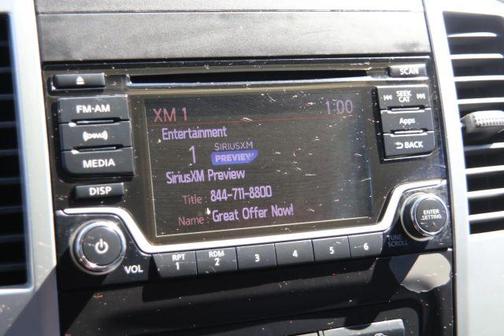 SCAN
FM-AM
MEDIA
DISP
VOL
XM 1 1:00
Entertainment
1 SIRIUSXM
PREVIEW
SiriusXM Preview
Title : 844-711-8800
Name : Great Offer Now!
SEEK
CAT
Apps
BACK
ENTER
SETTING
TUNE
SCROLL
1
RPT
2
RDM
3
4
5
6